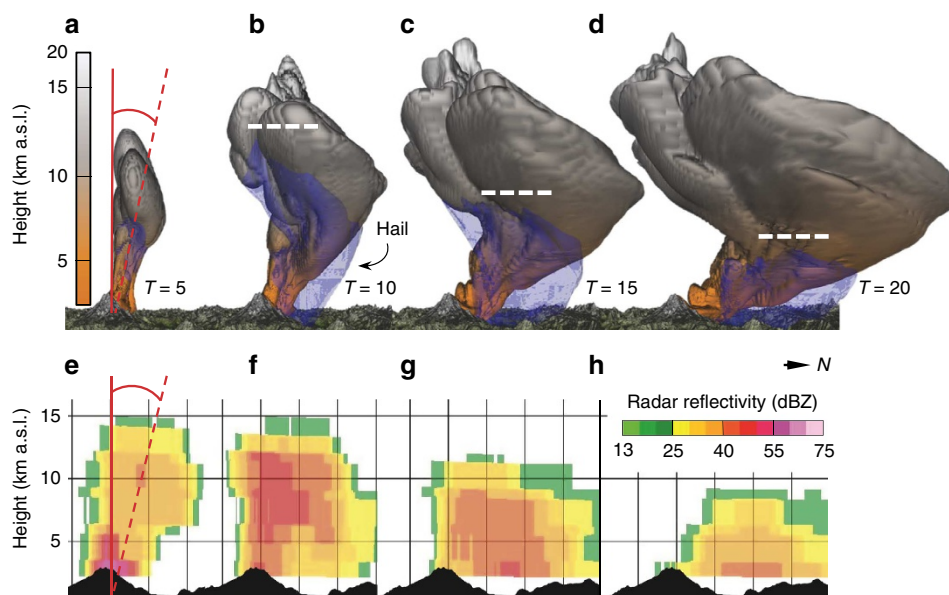 a b c d
20
15
10
5
Height (km a.s.l.)
Hail
T = 5
T = 10
T = 15
T = 20
e f g h
N
Radar reflectivity (dBZ)
13 25 40 55 75
15
10
5
Height (km a.s.l.)